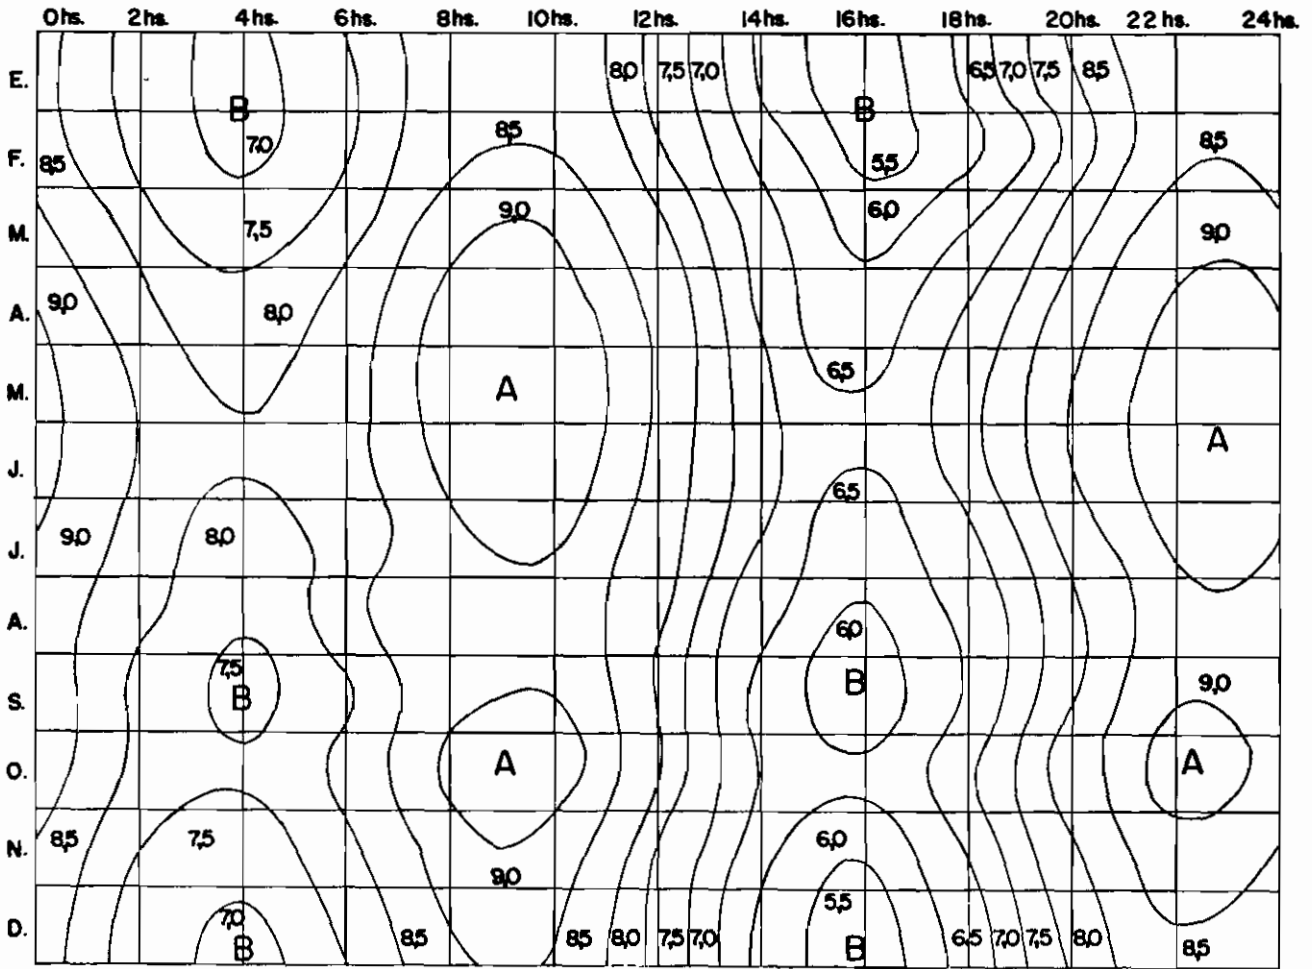 0hs. 2hs. 4hs. 6hs. 8hs. 10hs. 12hs. 14hs. 16hs. 18hs. 20hs. 22hs. 24hs.
E. 8,0 7,5 7,0 6,5 7,0 7,5 8,5
B B
F. 8,5 7,0 8,5 5,5 8,5
M. 7,5 9,0 6,0 9,0
A. 9,0 8,0
M. A 6,5
J. A
6,5
J. 9,0 8,0
A. 6,0
7,5 9,0
S. B B
O. A A
N. 8,5 7,5 6,0
9,0
7,0 5,5
D. 8,5 8,5 8,0 7,5 7,0 6,5 7,0 7,5 8,0
B B 8,5